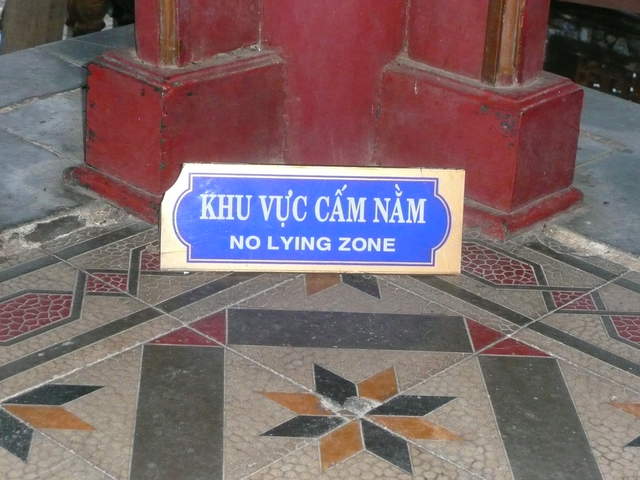 KHU VỰC CẤM NẰM
NO LYING ZONE